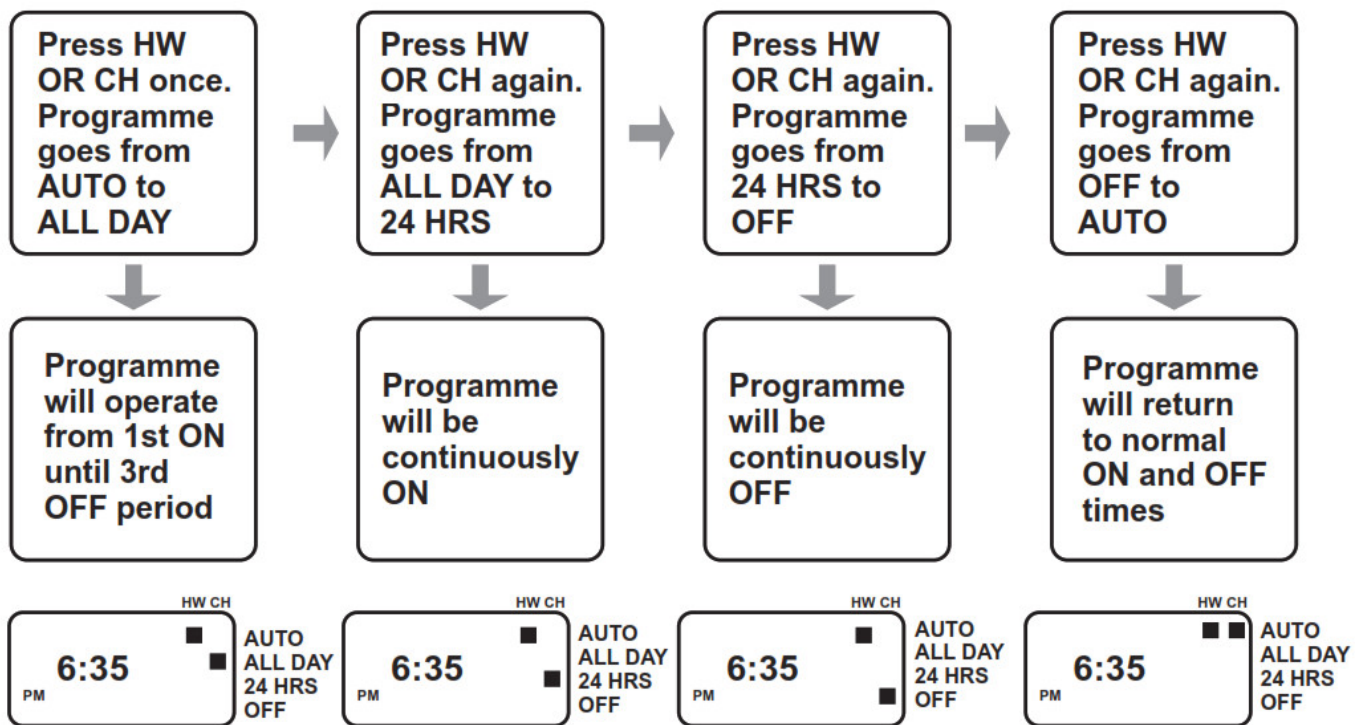 Press HW
OR CH once.
Programme
goes from
AUTO to
ALL DAY
Press HW
OR CH again.
Programme
goes from
ALL DAY to
24 HRS
Press HW
OR CH again.
Programme
goes from
24 HRS to
OFF
Press HW
OR CH again.
Programme
goes from
OFF to
AUTO
Programme
will operate
from 1st ON
until 3rd
OFF period
Programme
will be
continuously
ON
Programme
will be
continuously
OFF
Programme
will return
to normal
ON and OFF
times
HW CH
6:35
PM
AUTO
ALL DAY
24 HRS
OFF
HW CH
6:35
PM
AUTO
ALL DAY
24 HRS
OFF
HW CH
6:35
PM
AUTO
ALL DAY
24 HRS
OFF
HW CH
6:35
PM
AUTO
ALL DAY
24 HRS
OFF